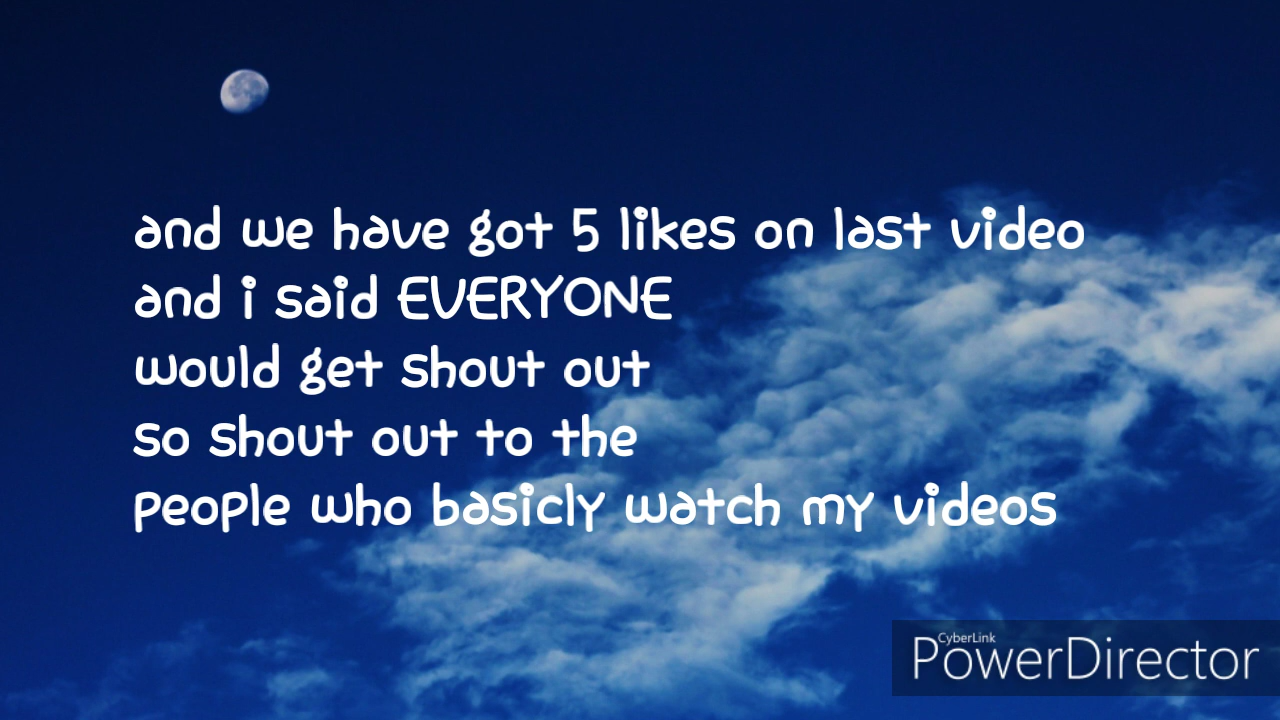 and we have got 5 likes on last video
and i said EVERYONE
would get shout out
so shout out to the
people who basicly watch my videos
CyberLink
PowerDirector